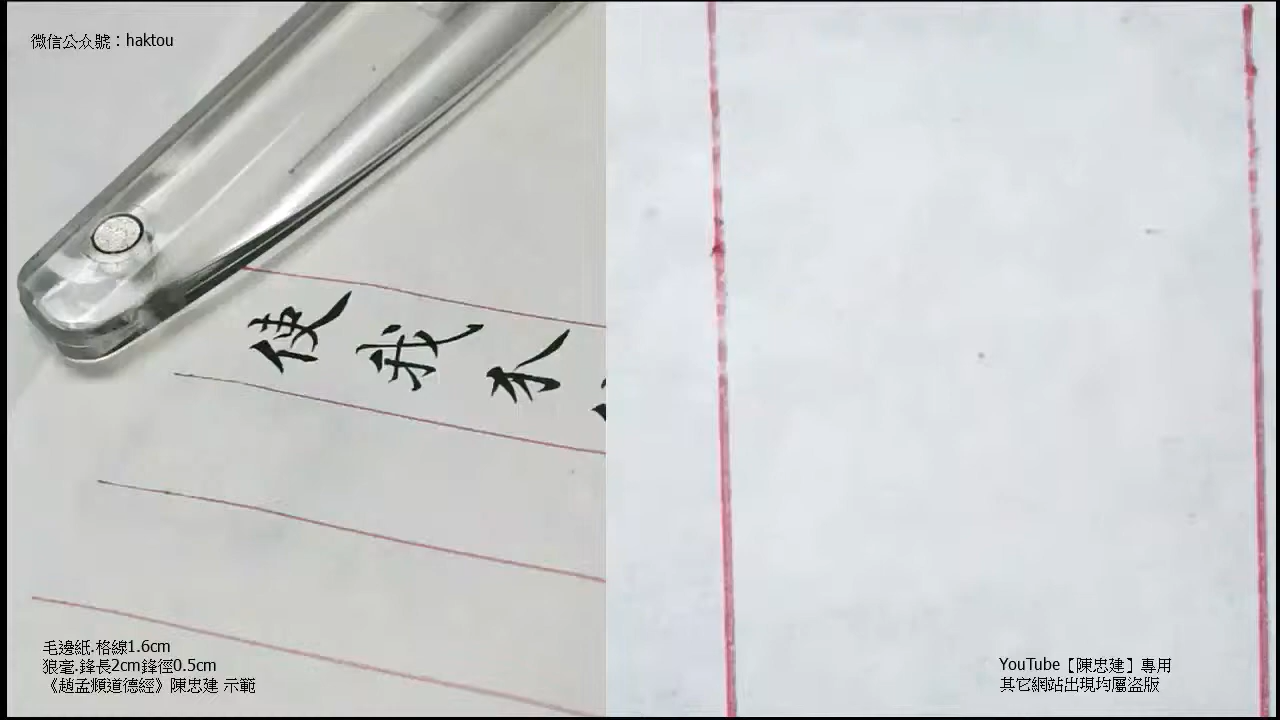 微信公众號：haktou
使我不
毛邊紙.格線1.6cm
狼毫.鋒長2cm鋒徑0.5cm
《趙孟頫道德經》陳忠建 示範
YouTube［陳忠建］專用
其它網站出現均屬盜版